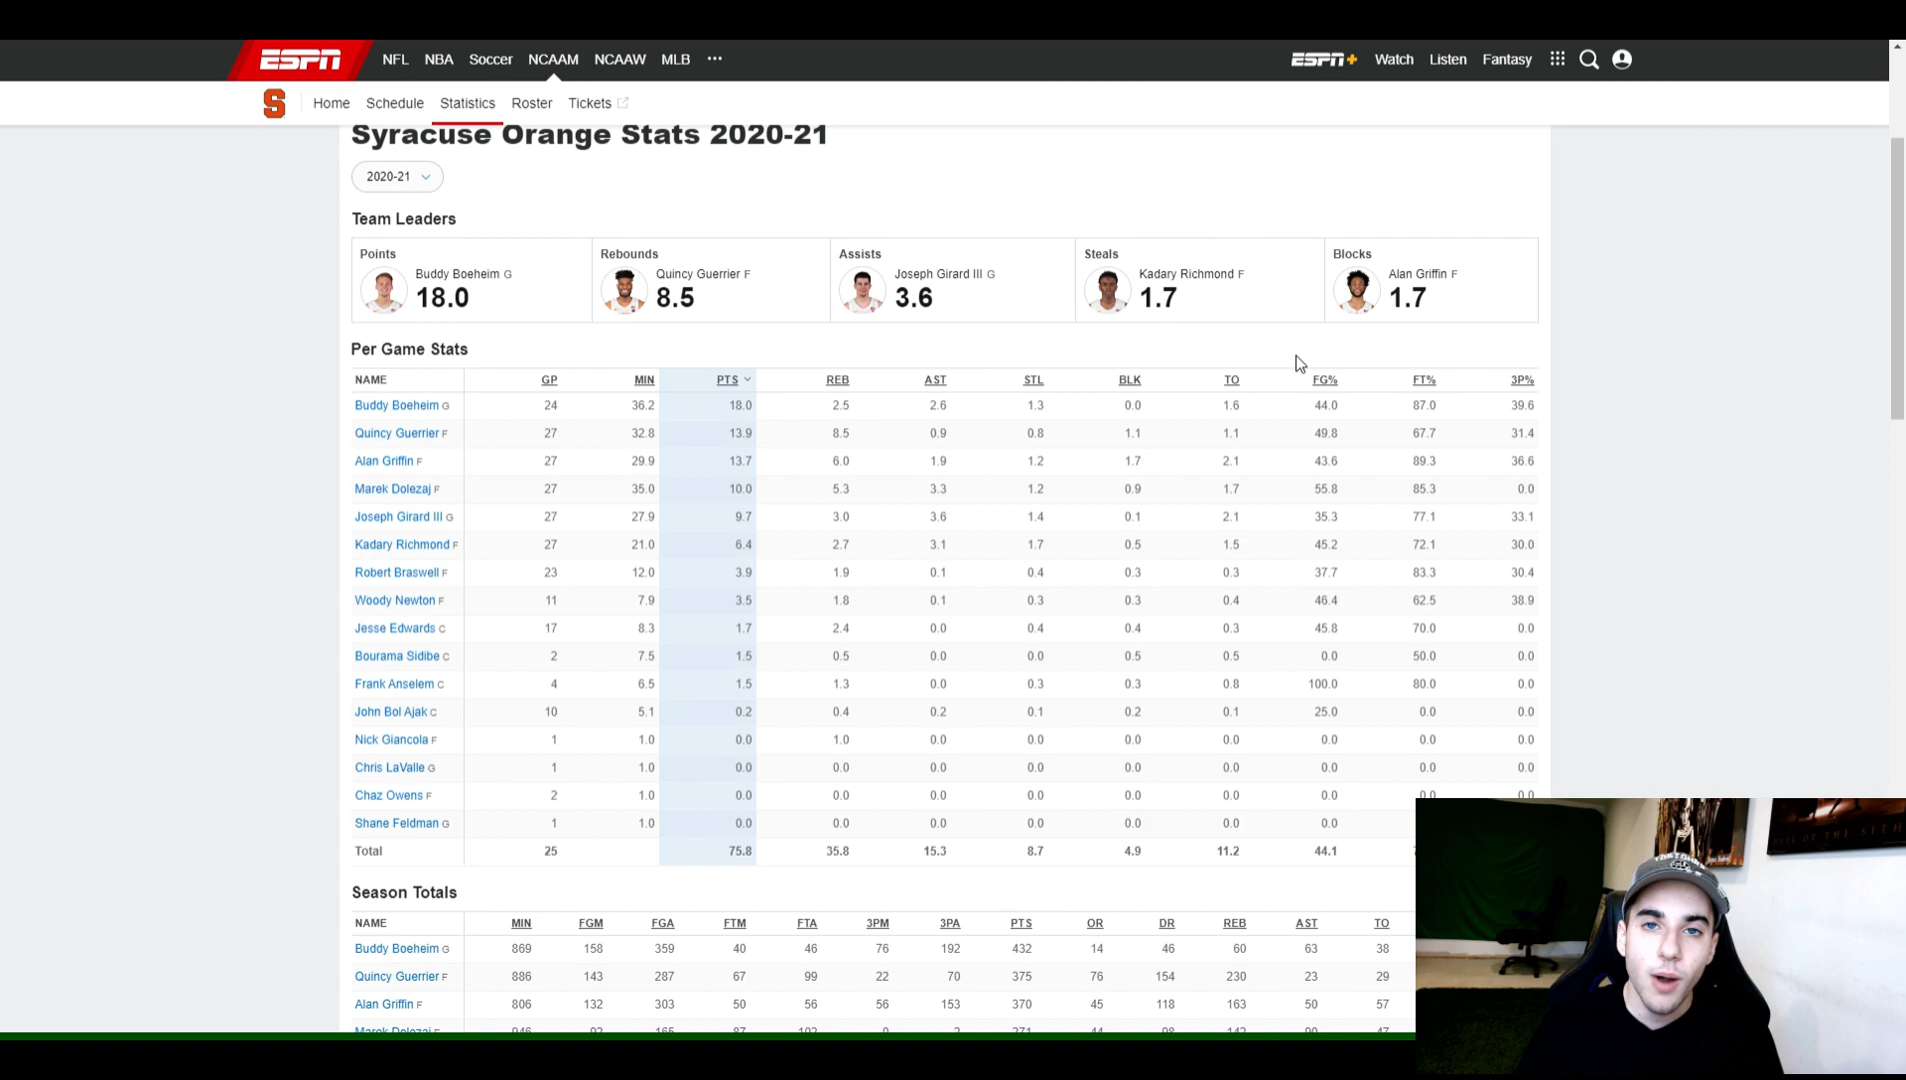 ESPN NFL NBA Soccer NCAAM NCAAW MLB ••• ESPN+ Watch Listen Fantasy
S Home Schedule Statistics Roster Tickets
Syracuse Orange Stats 2020-21
2020-21
Team Leaders
Points Rebounds Assists Steals Blocks
Buddy Boeheim G Quincy Guerrier F Joseph Girard III G Kadary Richmond F Alan Griffin F
18.0 8.5 3.6 1.7 1.7
Per Game Stats
NAME GP MIN PTS REB AST STL BLK TO FG% FT% 3P%
Buddy Boeheim G 24 36.2 18.0 2.5 2.6 1.3 0.0 1.6 44.0 87.0 39.6
Quincy Guerrier F 27 32.8 13.9 8.5 0.9 0.8 1.1 1.1 49.8 67.7 31.4
Alan Griffin F 27 29.9 13.7 6.0 1.9 1.2 1.7 2.1 43.6 89.3 36.6
Marek Dolezaj F 27 35.0 10.0 5.3 3.3 1.2 0.9 1.7 55.8 85.3 0.0
Joseph Girard III G 27 27.9 9.7 3.0 3.6 1.4 0.1 2.1 35.3 77.1 33.1
Kadary Richmond F 27 21.0 6.4 2.7 3.1 1.7 0.5 1.5 45.2 72.1 30.0
Robert Braswell F 23 12.0 3.9 1.9 0.1 0.4 0.3 0.3 37.7 83.3 30.4
Woody Newton F 11 7.9 3.5 1.8 0.1 0.3 0.3 0.4 46.4 62.5 38.9
Jesse Edwards C 17 8.3 1.7 2.4 0.0 0.4 0.4 0.3 45.8 70.0 0.0
Bourama Sidibe C 2 7.5 1.5 0.5 0.0 0.0 0.5 0.5 0.0 50.0 0.0
Frank Anselem C 4 6.5 1.5 1.3 0.0 0.3 0.3 0.8 100.0 80.0 0.0
John Bol Ajak C 10 5.1 0.2 0.4 0.2 0.1 0.2 0.1 25.0 0.0 0.0
Nick Giancola F 1 1.0 0.0 1.0 0.0 0.0 0.0 0.0 0.0 0.0 0.0
Chris LaValle G 1 1.0 0.0 0.0 0.0 0.0 0.0 0.0 0.0 0.0 0.0
Chaz Owens F 2 1.0 0.0 0.0 0.0 0.0 0.0 0.0 0.0 0.0 0.0
Shane Feldman G 1 1.0 0.0 0.0 0.0 0.0 0.0 0.0 0.0
Total 25 75.8 35.8 15.3 8.7 4.9 11.2 44.1
Season Totals
NAME MIN FGM FGA FTM FTA 3PM 3PA PTS OR DR REB AST TO
Buddy Boeheim G 869 158 359 40 46 76 192 432 14 46 60 63 38
Quincy Guerrier F 886 143 287 67 99 22 70 375 76 154 230 23 29
Alan Griffin F 806 132 303 50 56 56 153 370 45 118 163 50 57
Marek Dolezaj F 946 92 165 87 102 0 2 271 44 98 142 90 47